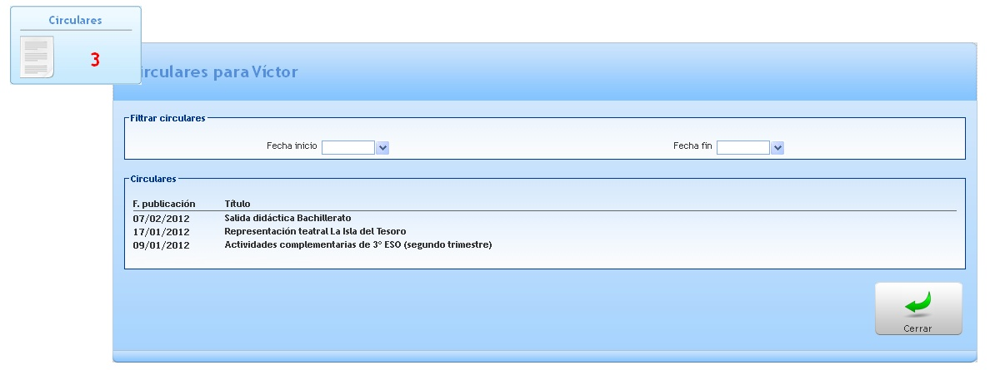 Circulares
3
irculares para Víctor
Filtrar circulares
Fecha inicio Fecha fin
Circulares
F. publicación Título
07/02/2012 Salida didáctica Bachillerato
17/01/2012 Representación teatral La Isla del Tesoro
09/01/2012 Actividades complementarias de 3º ESO (segundo trimestre)
Cerrar